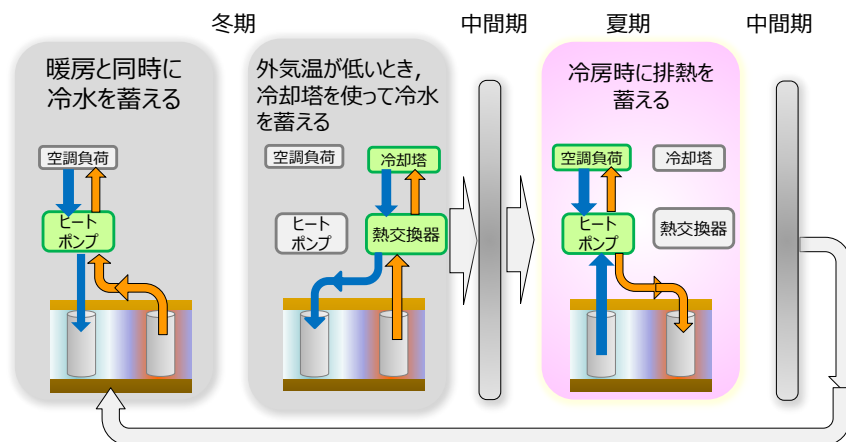 冬期
中間期
夏期
中間期
暖房と同時に
冷水を蓄える
空調負荷
ヒート
ポンプ
外気温が低いとき,
冷却塔を使って冷水
を蓄える
空調負荷
冷却塔
ヒート
ポンプ
熱交換器
冷房時に排熱を
蓄える
空調負荷
冷却塔
ヒート
ポンプ
熱交換器